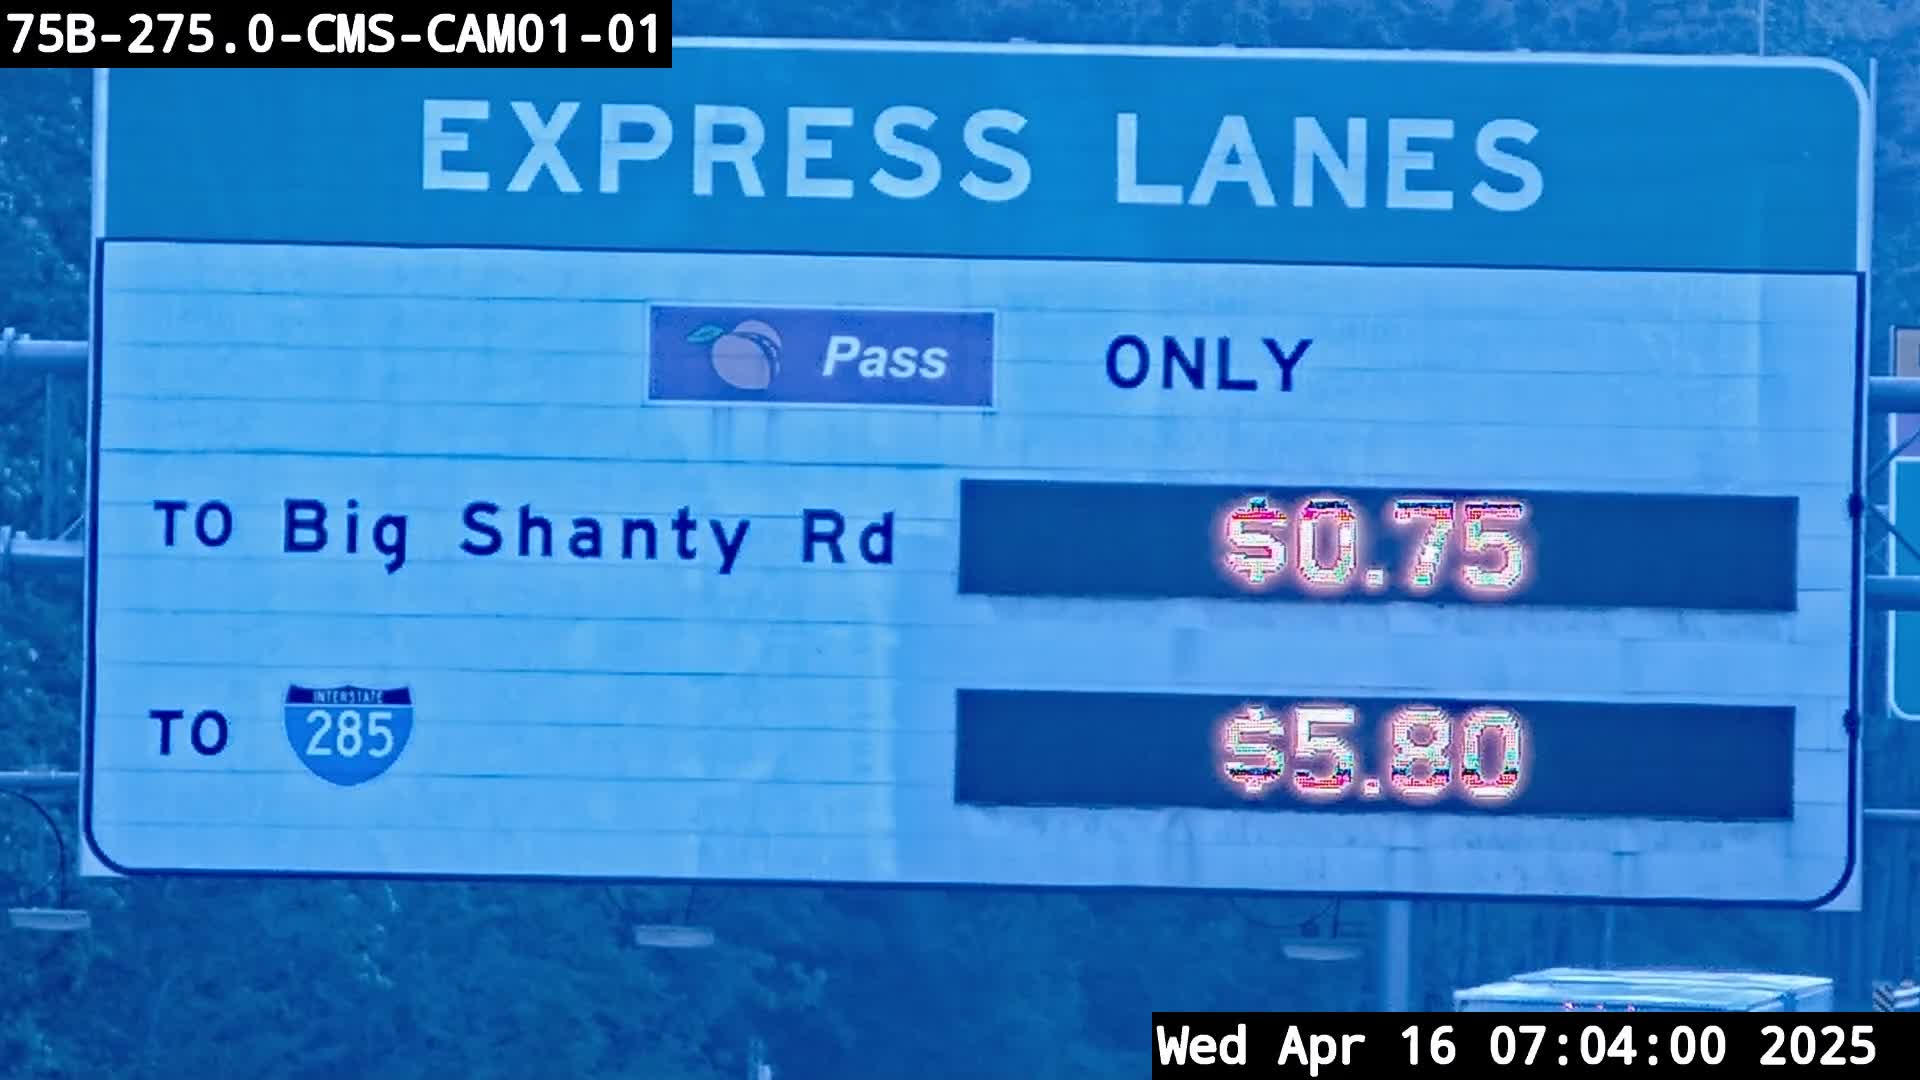 75B-275.0-CMS-CAM01-01
EXPRESS LANES
Pass ONLY
TO Big Shanty Rd $0.75
INTERSTATE
TO 285 $5.80
Wed Apr 16 07:04:00 2025